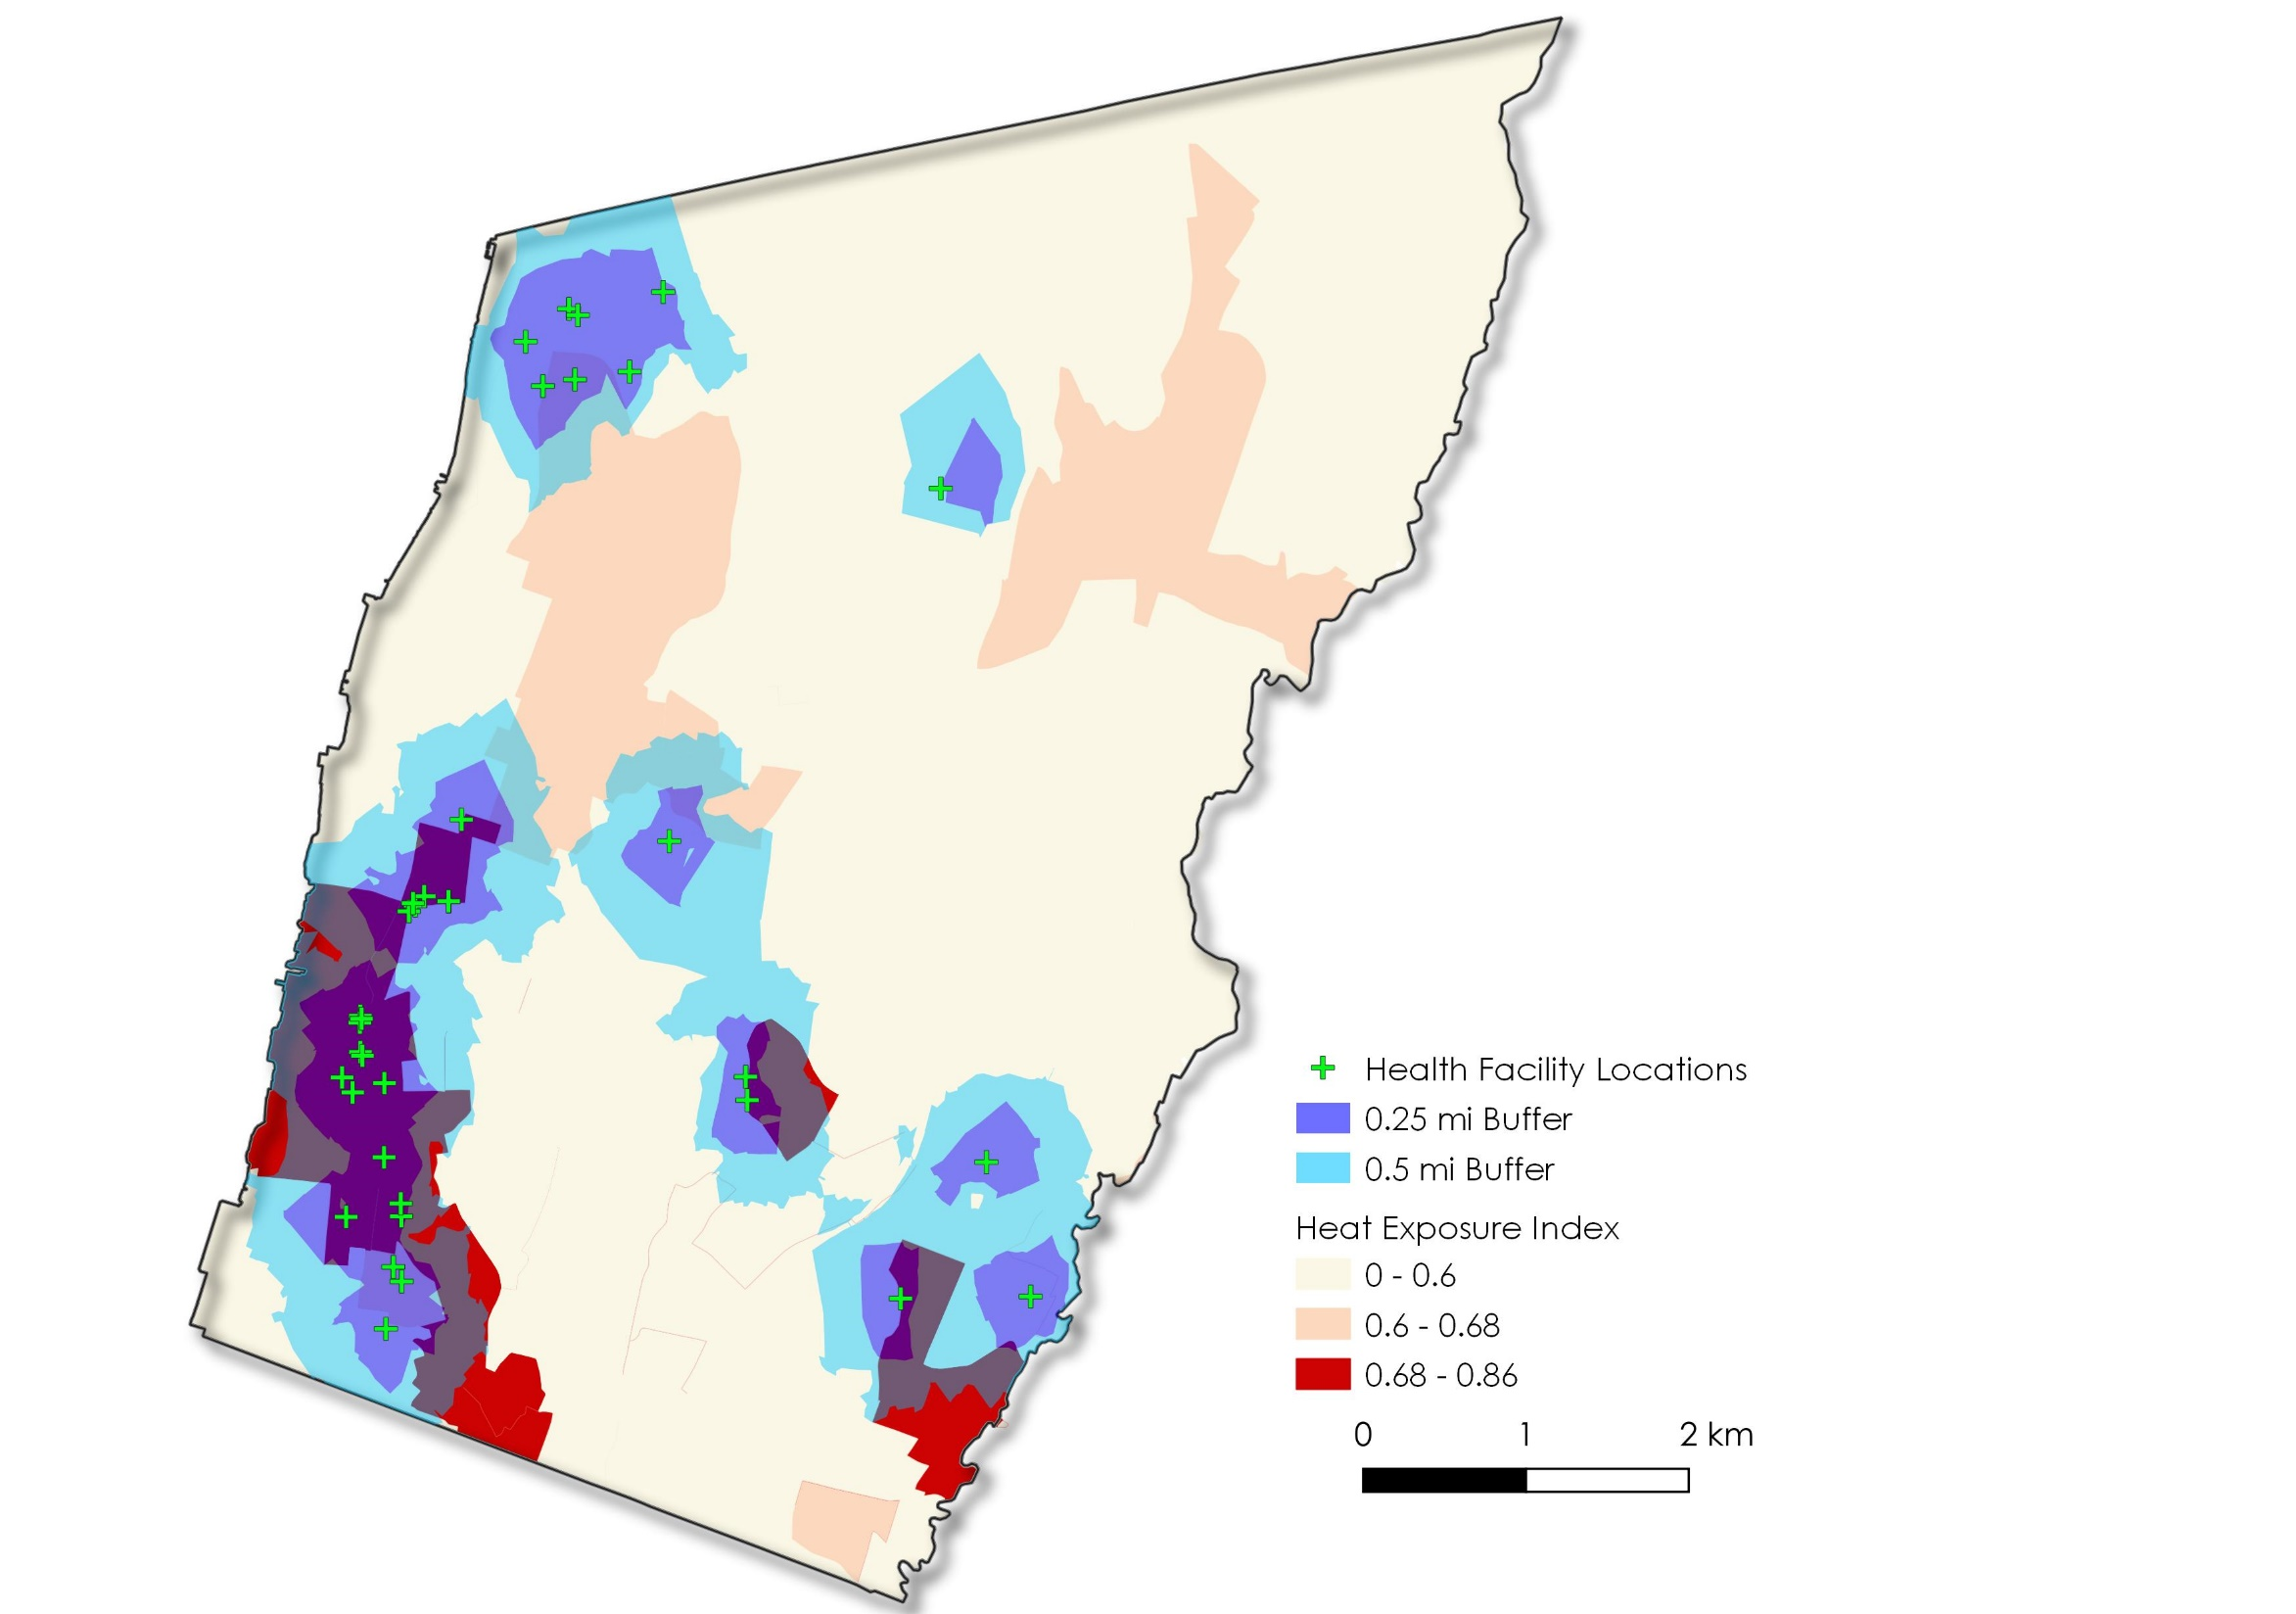 Health Facility Locations
0.25 mi Buffer
0.5 mi Buffer
Heat Exposure Index
0 - 0.6
0.6 - 0.68
0.68 - 0.86
0 1 2 km